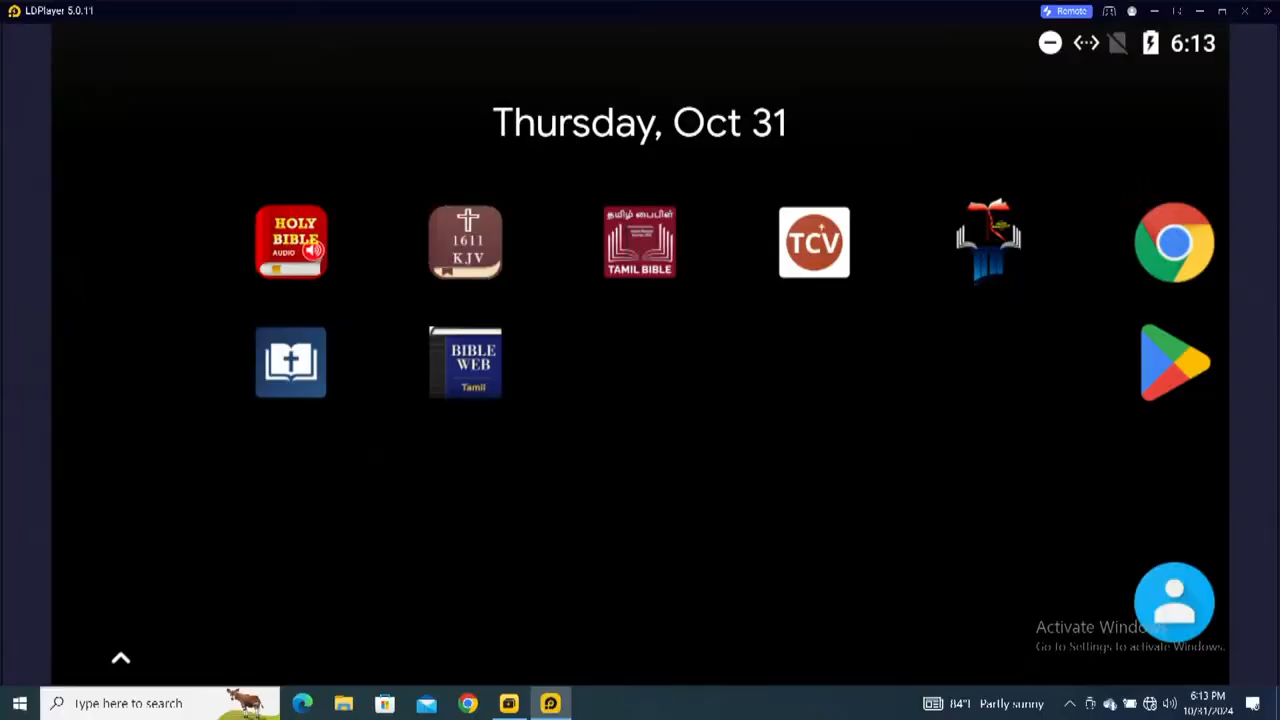 LDPlayer 5.0.11
Remote
6:13
Thursday, Oct 31
HOLY
BIBLE
AUDIO
1611
KJV
தமிழ் பைபிள்
TAMIL BIBLE
TCV
BIBLE
WEB
Tamil
Activate Windo
Go to Settings to activate Windows.
Type here to search
84°F Partly sunny
6:13 PM
10/31/2024